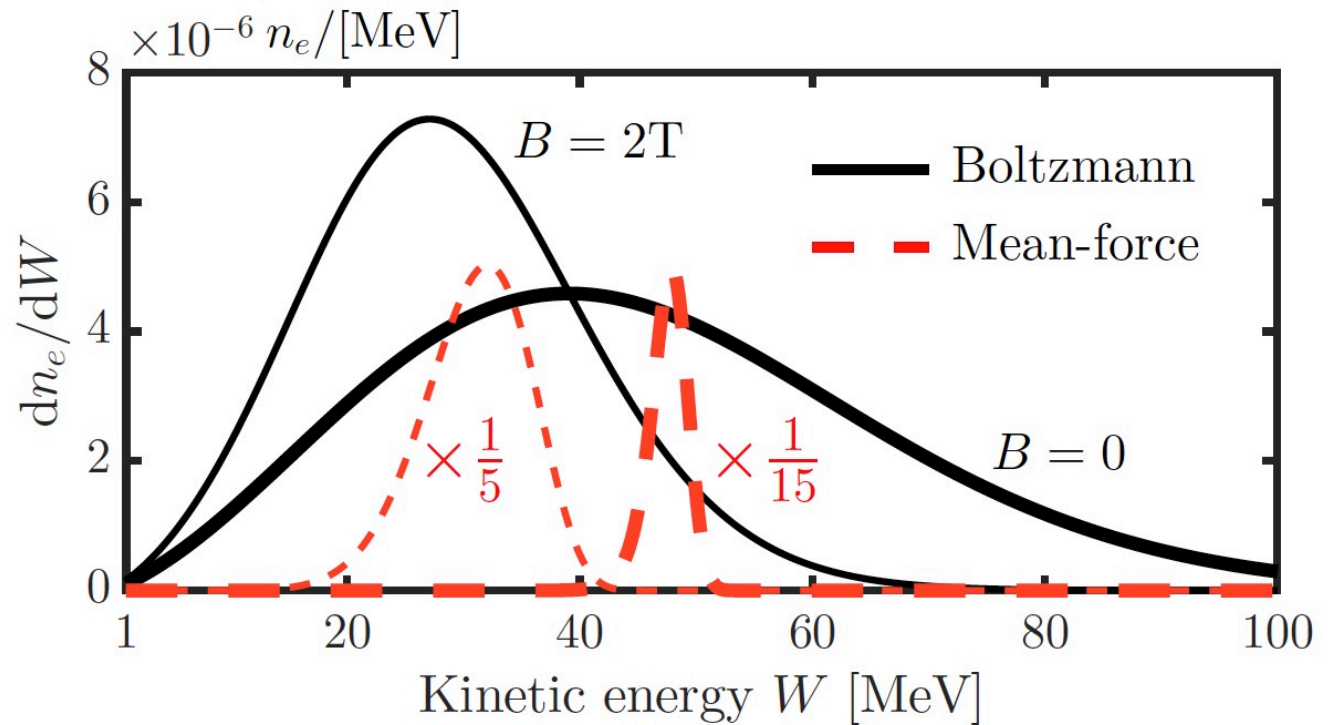 ×10⁻⁶ nₑ/[MeV]
8
B = 2T
Boltzmann
6
Mean-force
dnₑ/dW
4
× 1/5
× 1/15
B = 0
2
0
1 20 40 60 80 100
Kinetic energy W [MeV]